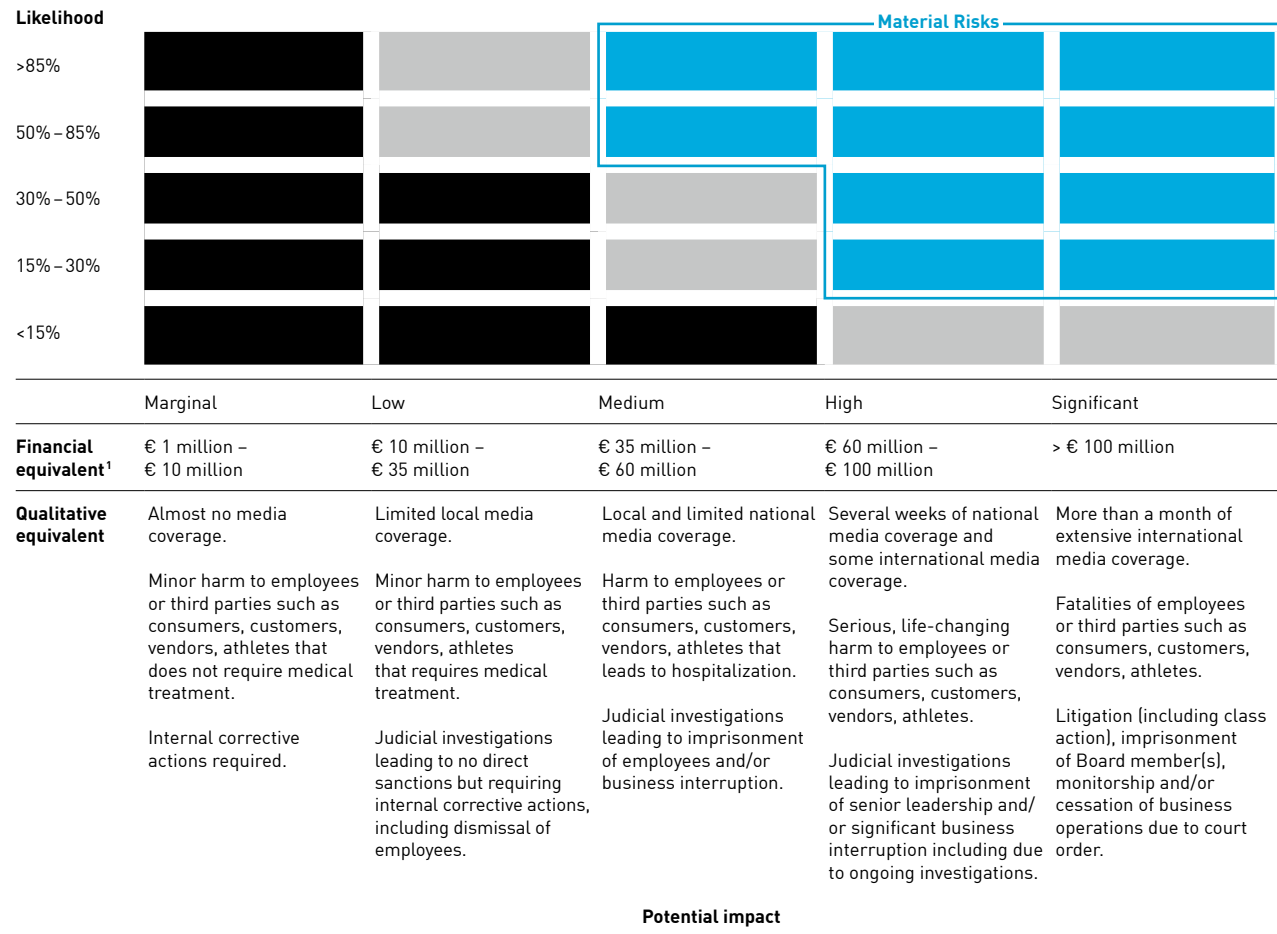 Likelihood
Material Risks
>85%
50% – 85%
30% – 50%
15% – 30%
<15%
Marginal
Low
Medium
High
Significant
Financial
equivalent¹
€ 1 million –
€ 10 million
€ 10 million –
€ 35 million
€ 35 million –
€ 60 million
€ 60 million –
€ 100 million
> € 100 million
Qualitative
equivalent
Almost no media
coverage.
Minor harm to employees
or third parties such as
consumers, customers,
vendors, athletes that
does not require medical
treatment.
Internal corrective
actions required.
Limited local media
coverage.
Minor harm to employees
or third parties such as
consumers, customers,
vendors, athletes
that requires medical
treatment.
Judicial investigations
leading to no direct
sanctions but requiring
internal corrective actions,
including dismissal of
employees.
Local and limited national
media coverage.
Harm to employees or
third parties such as
consumers, customers,
vendors, athletes that
leads to hospitalization.
Judicial investigations
leading to imprisonment
of employees and/or
business interruption.
Several weeks of national
media coverage and
some international media
coverage.
Serious, life-changing
harm to employees or
third parties such as
consumers, customers,
vendors, athletes.
Judicial investigations
leading to imprisonment
of senior leadership and/
or significant business
interruption including due
to ongoing investigations.
More than a month of
extensive international
media coverage.
Fatalities of employees
or third parties such as
consumers, customers,
vendors, athletes.
Litigation (including class
action), imprisonment
of Board member(s),
monitorship and/or
cessation of business
operations due to court
order.
Potential impact